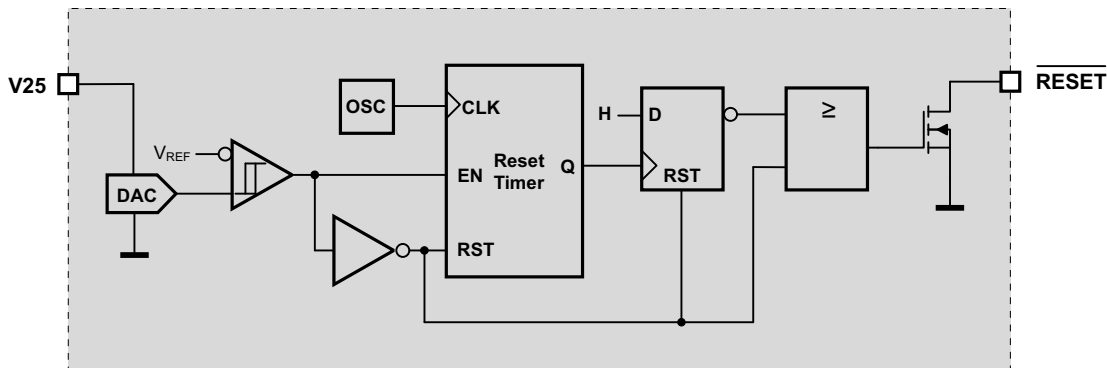 V25
RESET
OSC
CLK
H
D
≥
VREF
EN
Reset
Timer
Q
RST
DAC
RST